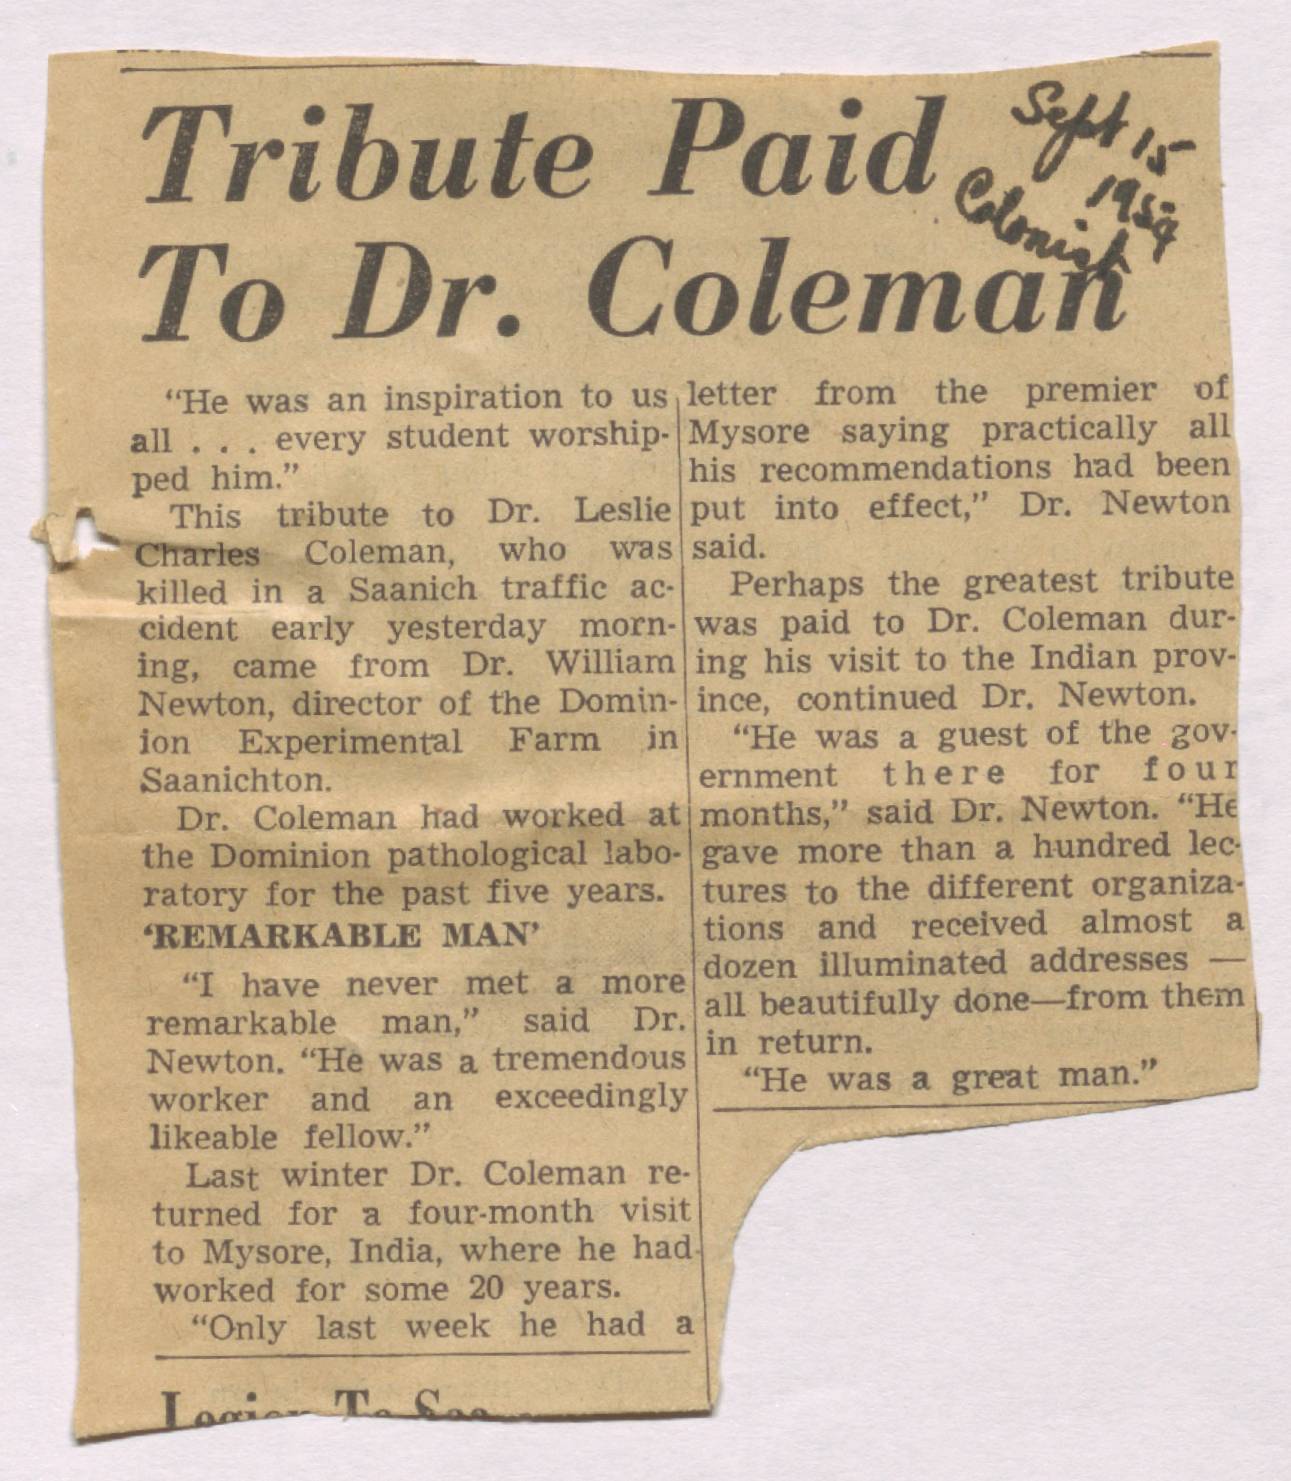 Tribute Paid
To Dr. Coleman
Sept 15
1954
Colonist
“He was an inspiration to us
all . . . every student worship-
ped him.”
This tribute to Dr. Leslie
Charles Coleman, who was
killed in a Saanich traffic ac-
cident early yesterday morn-
ing, came from Dr. William
Newton, director of the Domin-
ion Experimental Farm in
Saanichton.
Dr. Coleman had worked at
the Dominion pathological labo-
ratory for the past five years.
‘REMARKABLE MAN’
“I have never met a more
remarkable man,” said Dr.
Newton. “He was a tremendous
worker and an exceedingly
likeable fellow.”
Last winter Dr. Coleman re-
turned for a four-month visit
to Mysore, India, where he had
worked for some 20 years.
“Only last week he had a
letter from the premier of
Mysore saying practically all
his recommendations had been
put into effect,” Dr. Newton
said.
Perhaps the greatest tribute
was paid to Dr. Coleman dur-
ing his visit to the Indian prov-
ince, continued Dr. Newton.
“He was a guest of the gov-
ernment there for four
months,” said Dr. Newton. “He
gave more than a hundred lec-
tures to the different organiza-
tions and received almost a
dozen illuminated addresses —
all beautifully done—from them
in return.
“He was a great man.”
Legion To See